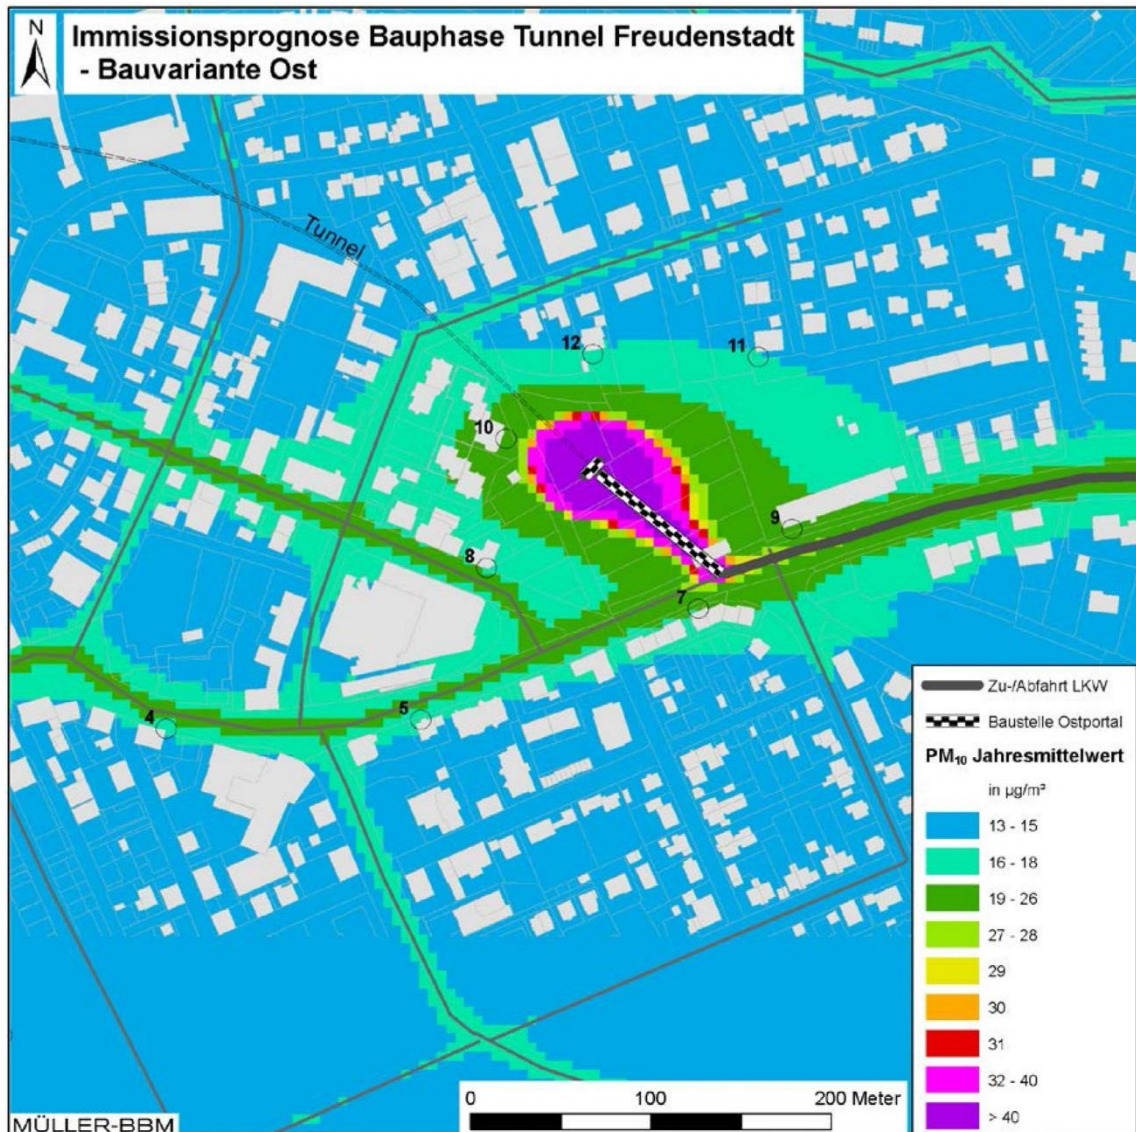 N
Immissionsprognose Bauphase Tunnel Freudenstadt
- Bauvariante Ost
Tunnel
12
11
10
9
8
7
5
4
Zu-/Abfahrt LKW
Baustelle Ostportal
PM₁₀ Jahresmittelwert
in µg/m³
13 - 15
16 - 18
19 - 26
27 - 28
29
30
31
32 - 40
> 40
0 100 200 Meter
MÜLLER-BBM